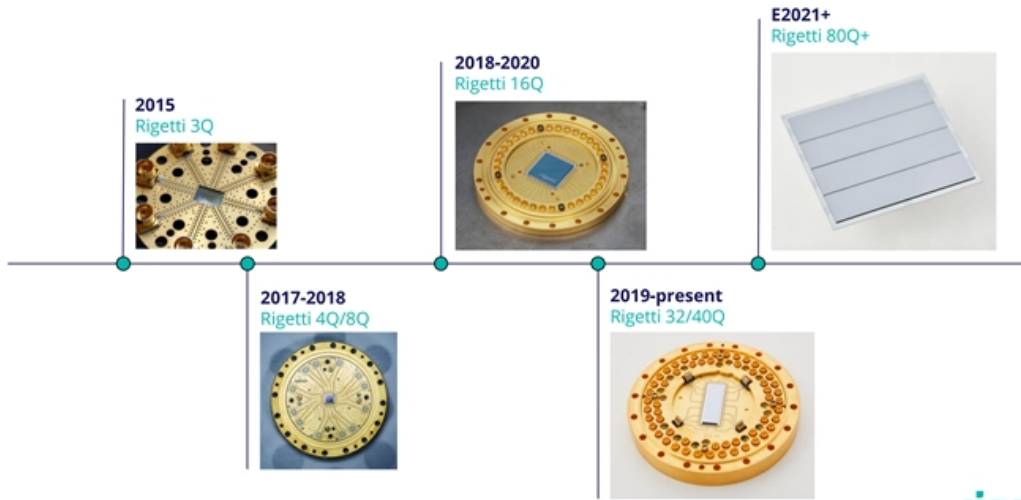 2015
Rigetti 3Q
2017-2018
Rigetti 4Q/8Q
2018-2020
Rigetti 16Q
2019-present
Rigetti 32/40Q
E2021+
Rigetti 80Q+